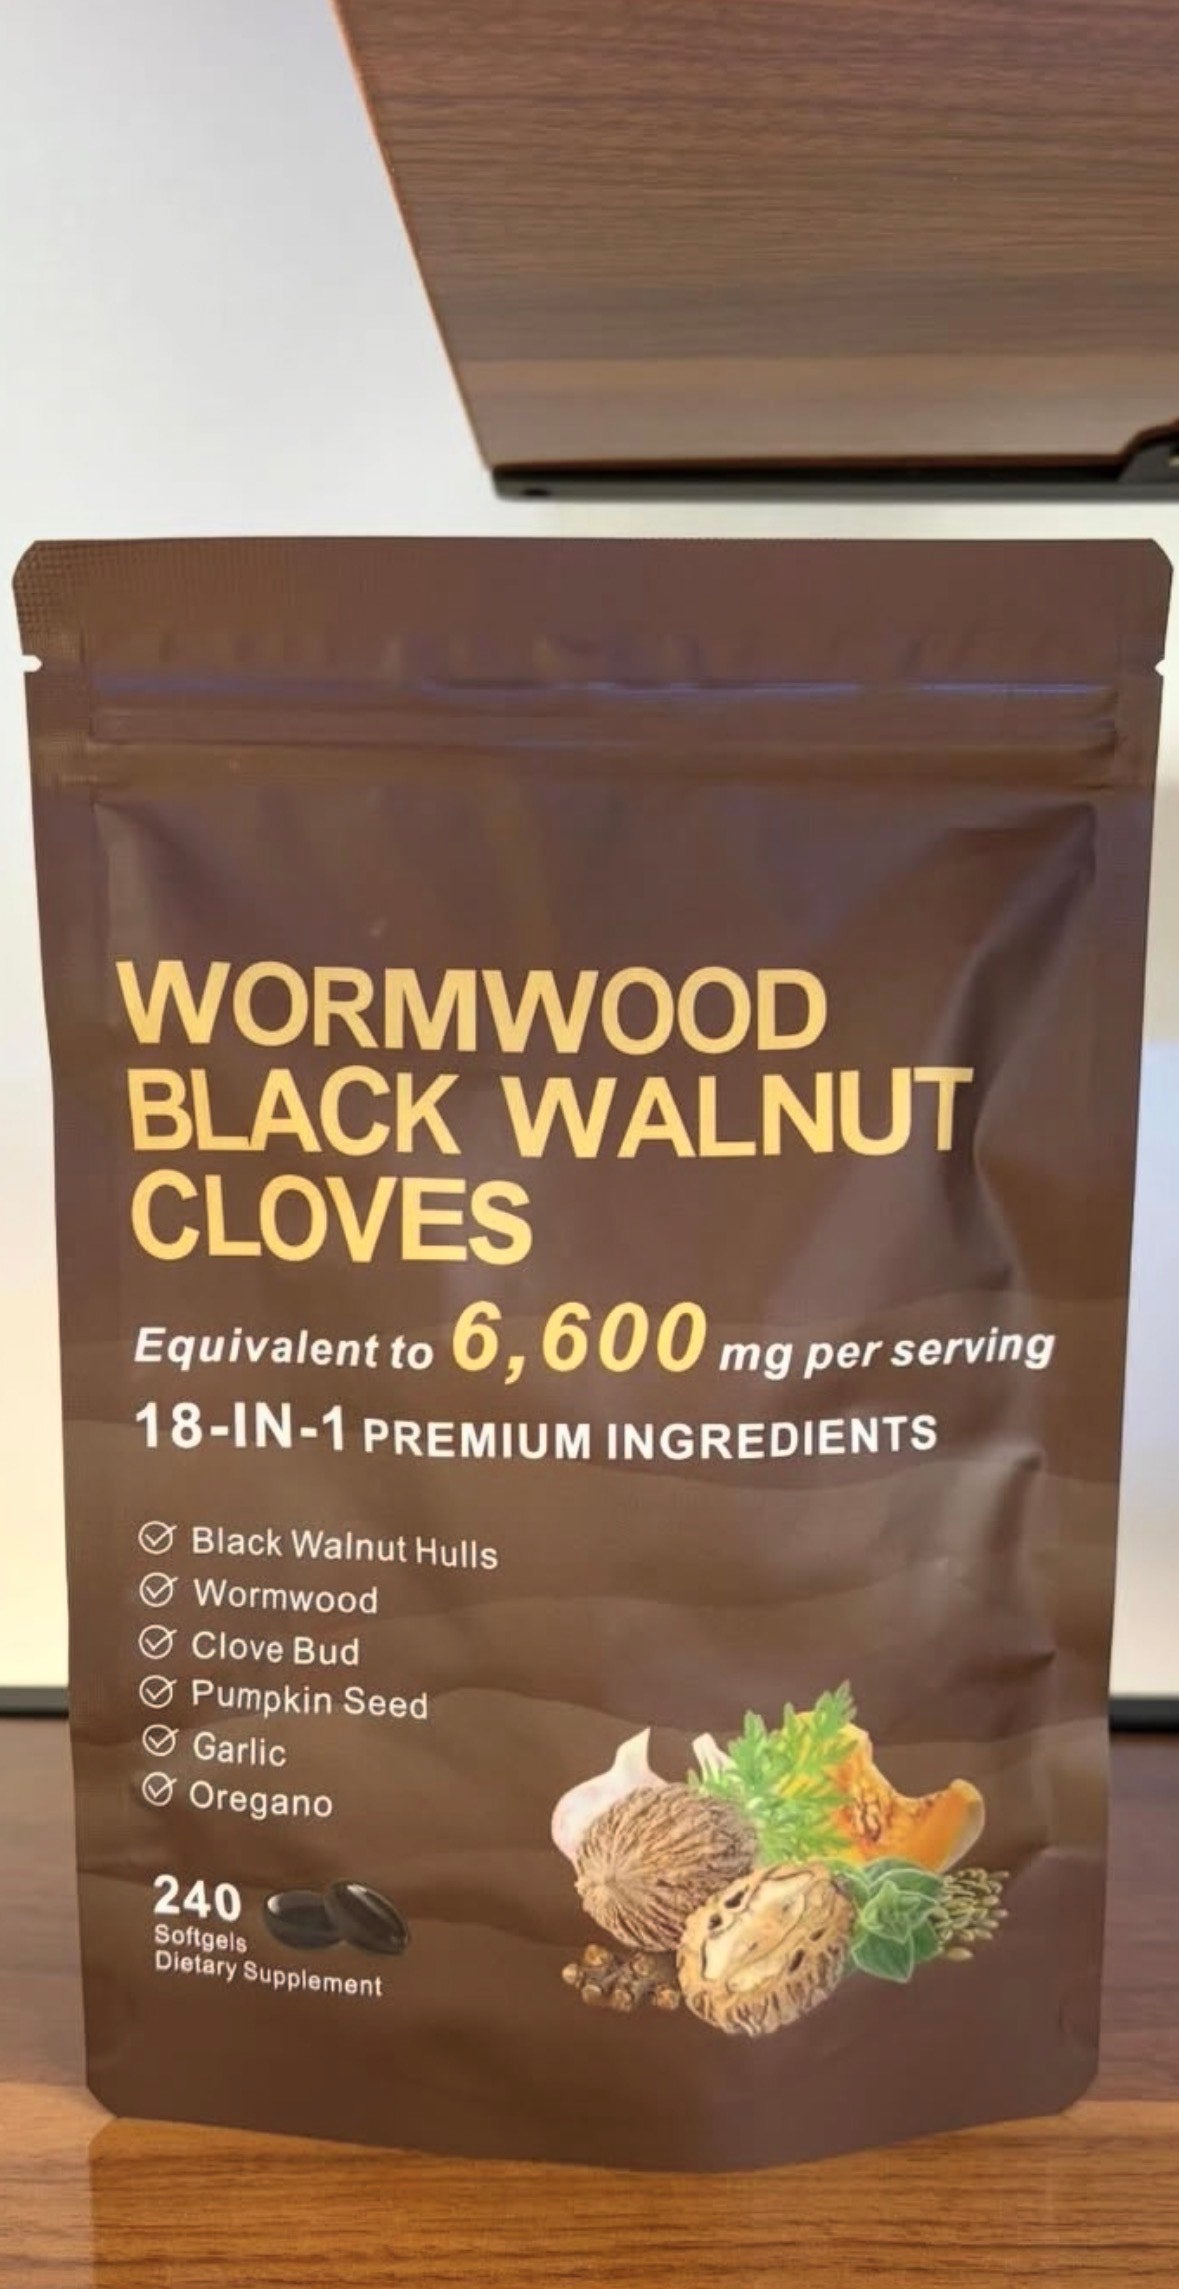 WORMWOOD
BLACK WALNUT
CLOVES
Equivalent to 6,600 mg per serving
18-IN-1 PREMIUM INGREDIENTS
Black Walnut Hulls
Wormwood
Clove Bud
Pumpkin Seed
Garlic
Oregano
240
Softgels
Dietary Supplement